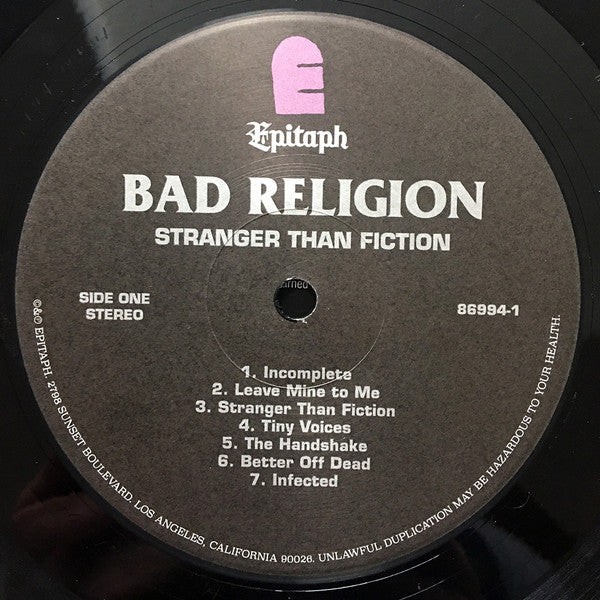 E
Epitaph
BAD RELIGION
STRANGER THAN FICTION
SIDE ONE
STEREO
86994-1
1. Incomplete
2. Leave Mine to Me
3. Stranger Than Fiction
4. Tiny Voices
5. The Handshake
6. Better Off Dead
7. Infected
©&℗ EPITAPH. 2798 SUNSET BOULEVARD, LOS ANGELES, CALIFORNIA 90026. UNLAWFUL DUPLICATION MAY BE HAZARDOUS TO YOUR HEALTH.